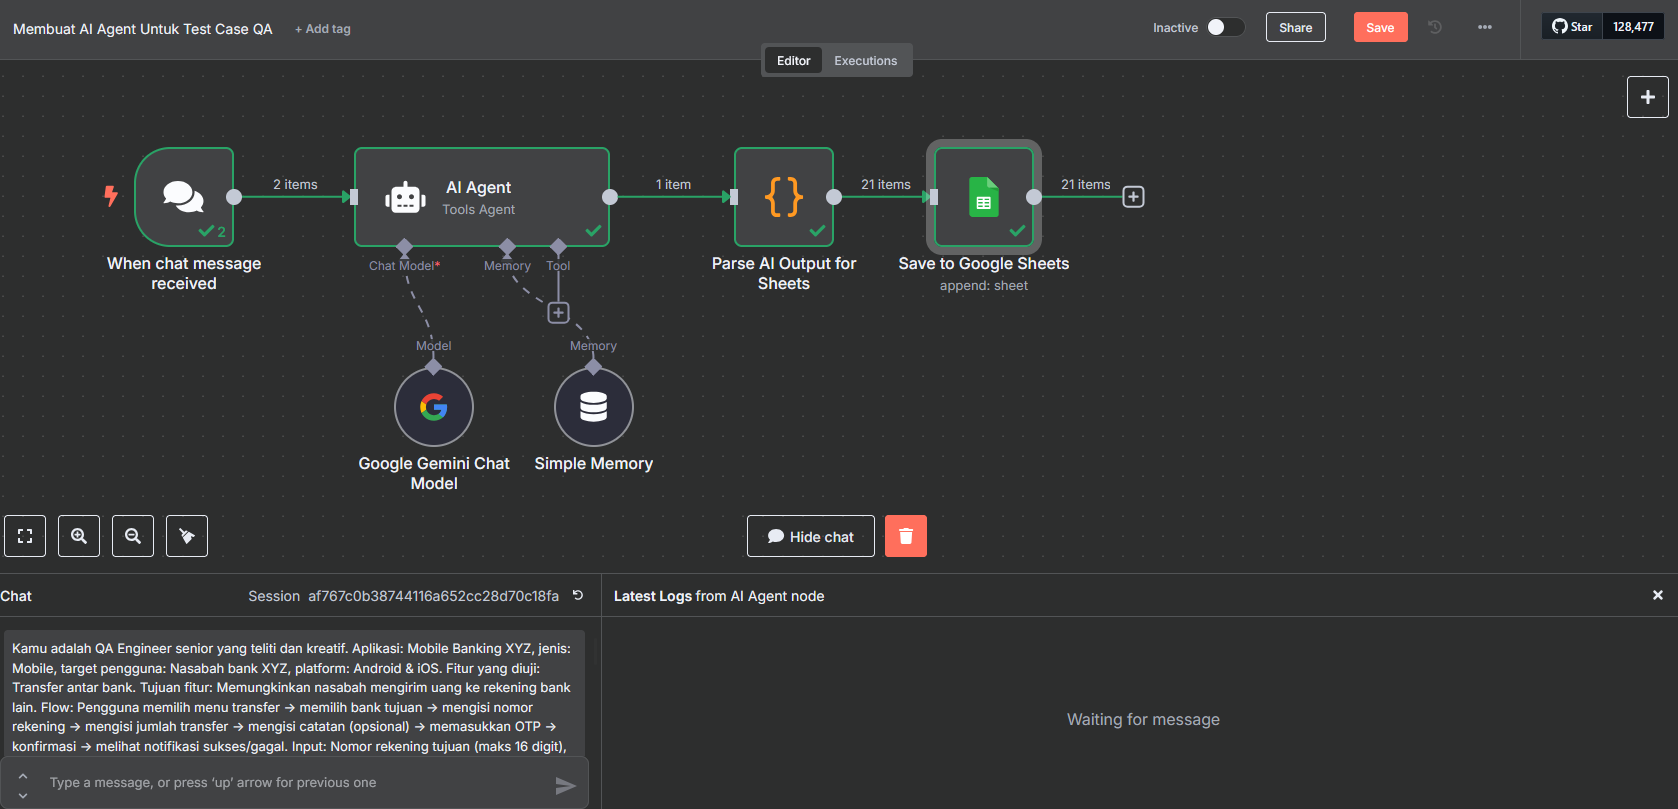 Membuat AI Agent Untuk Test Case QA
+ Add tag
Inactive
Share
Save
Star
128,477
Editor
Executions
2 items
AI Agent
Tools Agent
1 item
21 items
21 items
2
Chat Model*
Memory
Tool
When chat message
received
Parse AI Output for
Sheets
Save to Google Sheets
append: sheet
Model
Memory
Google Gemini Chat
Model
Simple Memory
Hide chat
Chat
Session af767c0b38744116a652cc28d70c18fa
Latest Logs from AI Agent node
Kamu adalah QA Engineer senior yang teliti dan kreatif. Aplikasi: Mobile Banking XYZ, jenis:
Mobile, target pengguna: Nasabah bank XYZ, platform: Android & iOS. Fitur yang diuji:
Transfer antar bank. Tujuan fitur: Memungkinkan nasabah mengirim uang ke rekening bank
lain. Flow: Pengguna memilih menu transfer → memilih bank tujuan → mengisi nomor
rekening → mengisi jumlah transfer → mengisi catatan (opsional) → memasukkan OTP →
konfirmasi → melihat notifikasi sukses/gagal. Input: Nomor rekening tujuan (maks 16 digit),
Type a message, or press ‘up’ arrow for previous one
Waiting for message